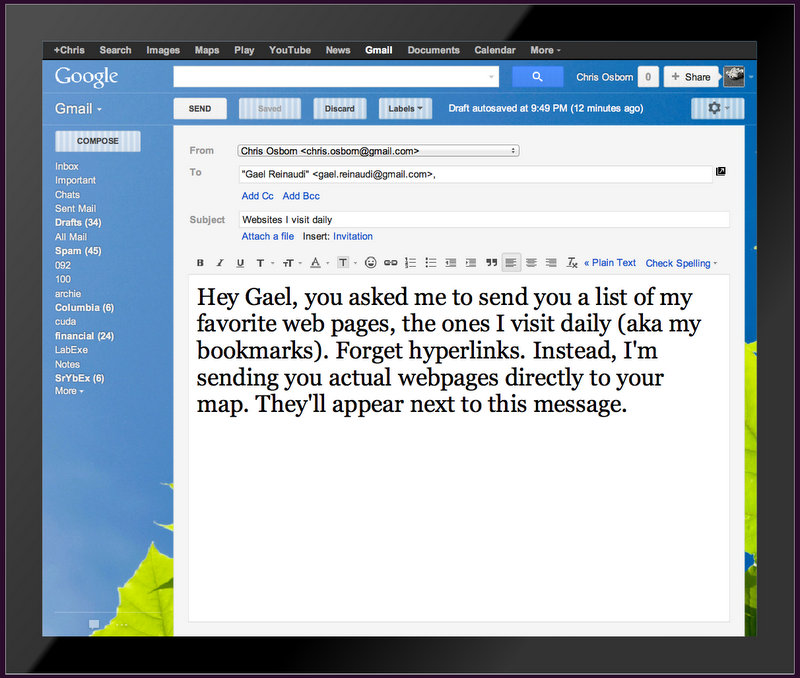 +Chris Search Images Maps Play YouTube News Gmail Documents Calendar More
Google
Chris Osborn 0 + Share
Gmail
SEND Saved Discard Labels Draft autosaved at 9:49 PM (12 minutes ago)
COMPOSE
Inbox
Important
Chats
Sent Mail
Drafts (34)
All Mail
Spam (45)
092
100
archie
Columbia (6)
cuda
financial (24)
LabExe
Notes
SrYbEx (6)
More
From Chris Osborn <chris.osborn@gmail.com>
To "Gael Reinaudi" <gael.reinaudi@gmail.com>,
Add Cc Add Bcc
Subject Websites I visit daily
Attach a file Insert: Invitation
B I U T TT A T « Plain Text Check Spelling
Hey Gael, you asked me to send you a list of my
favorite web pages, the ones I visit daily (aka my
bookmarks). Forget hyperlinks. Instead, I'm
sending you actual webpages directly to your
map. They'll appear next to this message.